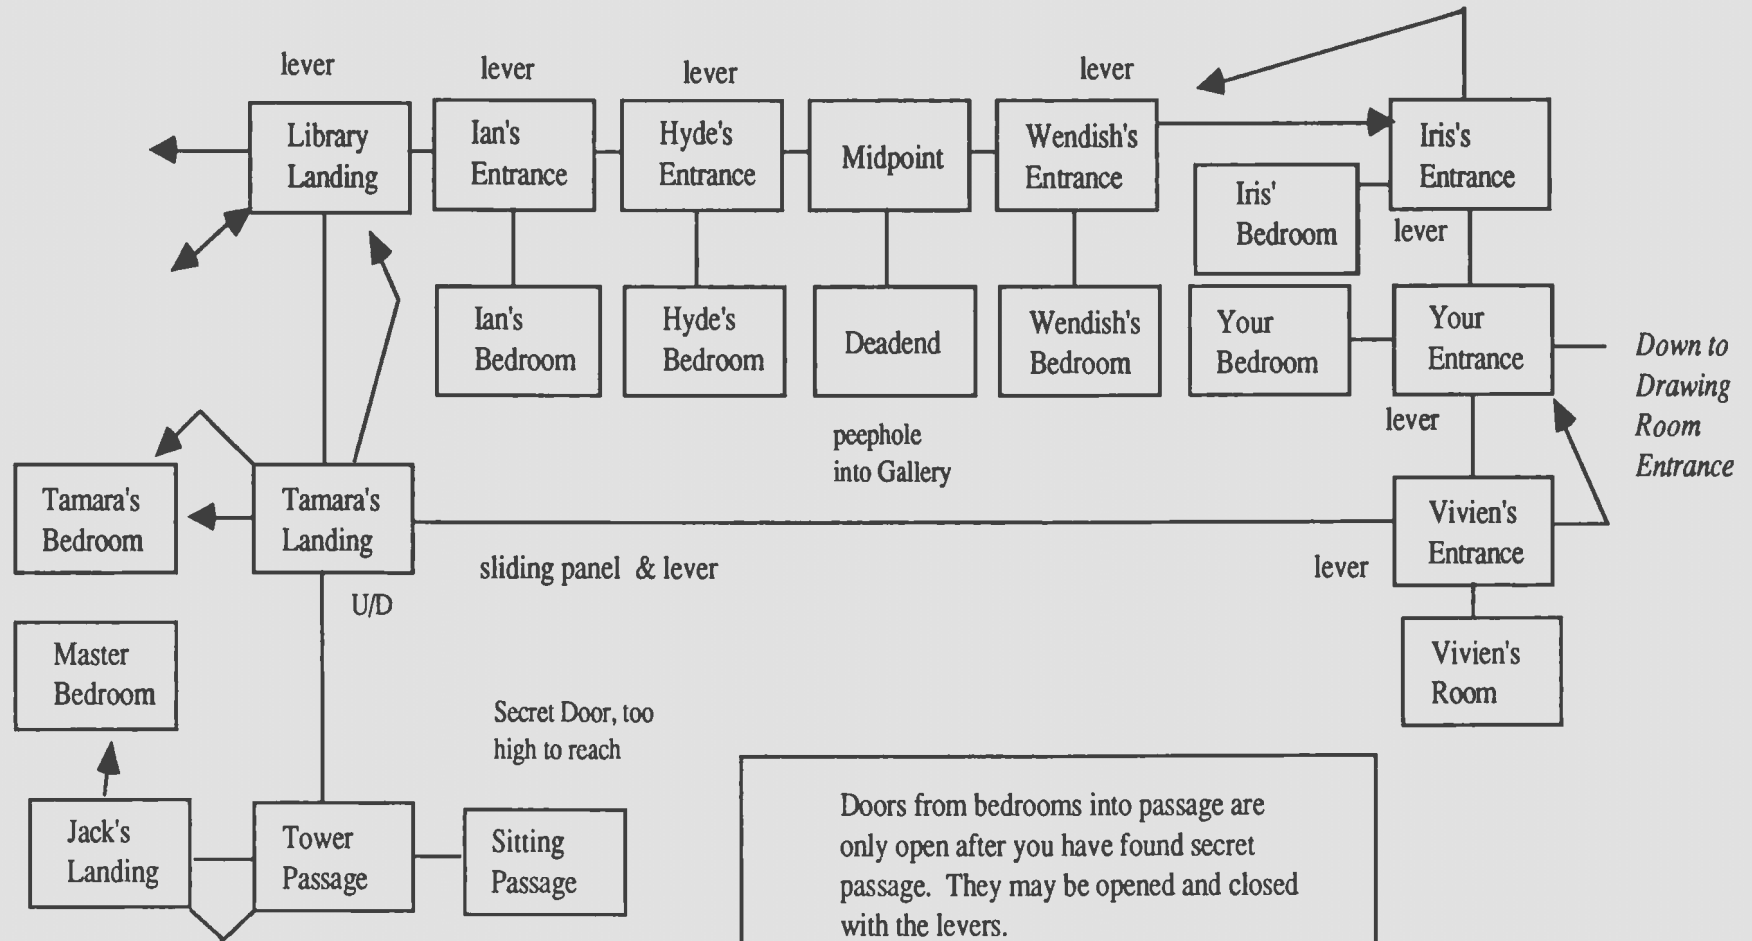 lever
lever
lever
lever
Library
Landing
Ian's
Entrance
Hyde's
Entrance
Midpoint
Wendish's
Entrance
Iris's
Entrance
Iris'
Bedroom
lever
Ian's
Bedroom
Hyde's
Bedroom
Deadend
Wendish's
Bedroom
Your
Bedroom
Your
Entrance
Down to
Drawing
Room
Entrance
lever
peephole
into Gallery
Tamara's
Bedroom
Tamara's
Landing
Vivien's
Entrance
sliding panel & lever
lever
U/D
Master
Bedroom
Vivien's
Room
Secret Door, too
high to reach
Jack's
Landing
Tower
Passage
Sitting
Passage
Doors from bedrooms into passage are
only open after you have found secret
passage. They may be opened and closed
with the levers.